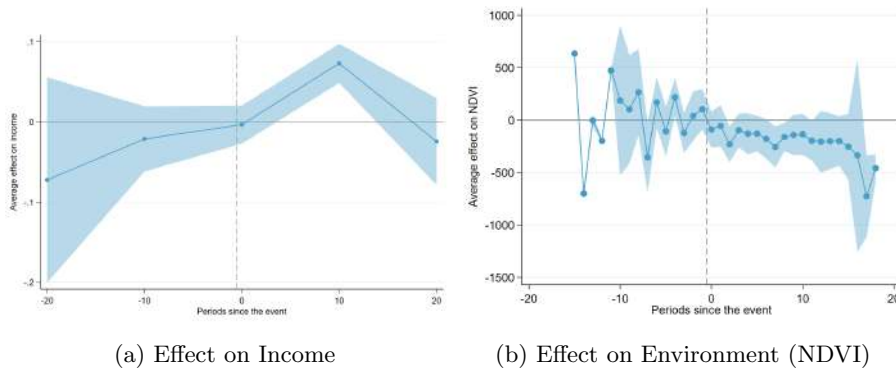 .1
0
-.1
-.2
Average effect on income
-20 -10 0 10 20
Periods since the event
(a) Effect on Income
1000
500
0
-500
-1000
-1500
Average effect on NDVI
-20 -10 0 10 20
Periods since the event
(b) Effect on Environment (NDVI)